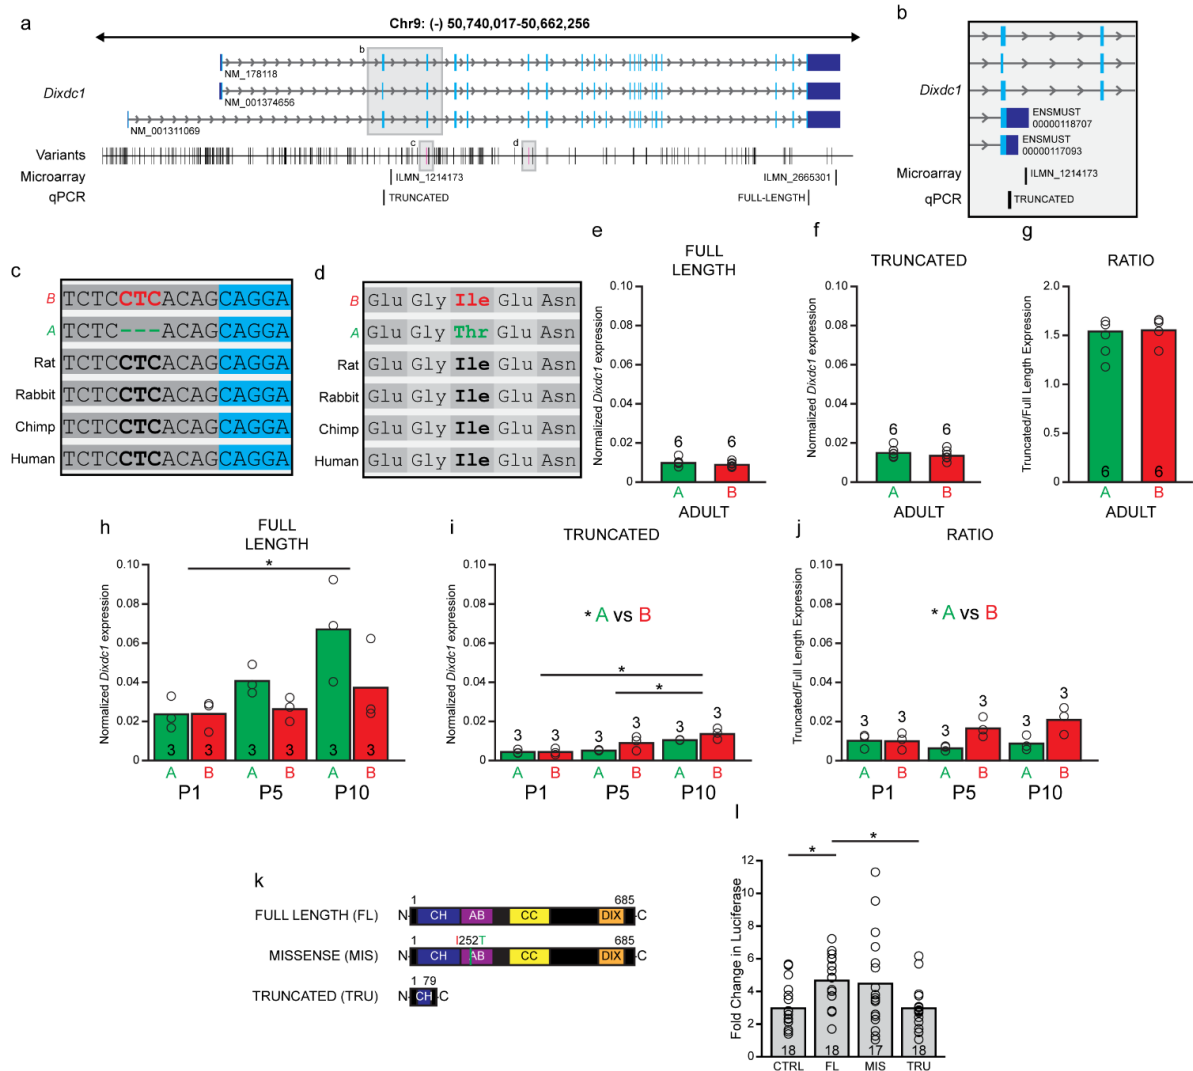 a
Chr9: (-) 50,740,017-50,662,256
b
NM_178118
Dixdc1
NM_001374656
NM_001311069
Variants
c
d
Microarray
ILMN_1214173
ILMN_2665301
qPCR
TRUNCATED
FULL-LENGTH
b
Dixdc1
ENSMUST
00000118707
ENSMUST
00000117093
Microarray
ILMN_1214173
qPCR
TRUNCATED
c
B TCTCCTCACAGCAGGA
A TCTC---ACAGCAGGA
Rat TCTCCTCACAGCAGGA
Rabbit TCTCCTCACAGCAGGA
Chimp TCTCCTCACAGCAGGA
Human TCTCCTCACAGCAGGA
d
B Glu Gly Ile Glu Asn
A Glu Gly Thr Glu Asn
Rat Glu Gly Ile Glu Asn
Rabbit Glu Gly Ile Glu Asn
Chimp Glu Gly Ile Glu Asn
Human Glu Gly Ile Glu Asn
e
FULL
LENGTH
Normalized Dixdc1 expression
0.10
0.08
0.06
0.04
0.02
0
6 6
A B
ADULT
f
TRUNCATED
Normalized Dixdc1 expression
0.10
0.08
0.06
0.04
0.02
0
6 6
A B
ADULT
g
RATIO
Truncated/Full Length Expression
2.0
1.5
1.0
0.5
0
6 6
A B
ADULT
h
FULL
LENGTH
Normalized Dixdc1 expression
0.10
0.00
0.06
0.04
0.02
0
*
3 3 3 3 3 3
A B A B A B
P1 P5 P10
i
TRUNCATED
Normalized Dixdc1 expression
0.10
0.00
0.06
0.04
0.02
0
* A vs B
*
*
3 3 3 3 3 3
A B A B A B
P1 P5 P10
j
RATIO
Truncated/Full Length Expression
0.10
0.00
0.06
0.04
0.02
0
* A vs B
3 3 3 3 3 3
A B A B A B
P1 P5 P10
k
1 685
FULL LENGTH (FL) N- CH AB CC DIX -C
1 I252T 685
MISSENSE (MIS) N- CH AB CC DIX -C
1 79
TRUNCATED (TRU) N- CH -C
l
Fold Change in Luciferase
12
10
8
6
4
2
0
*
*
18 18 17 18
CTRL FL MIS TRU